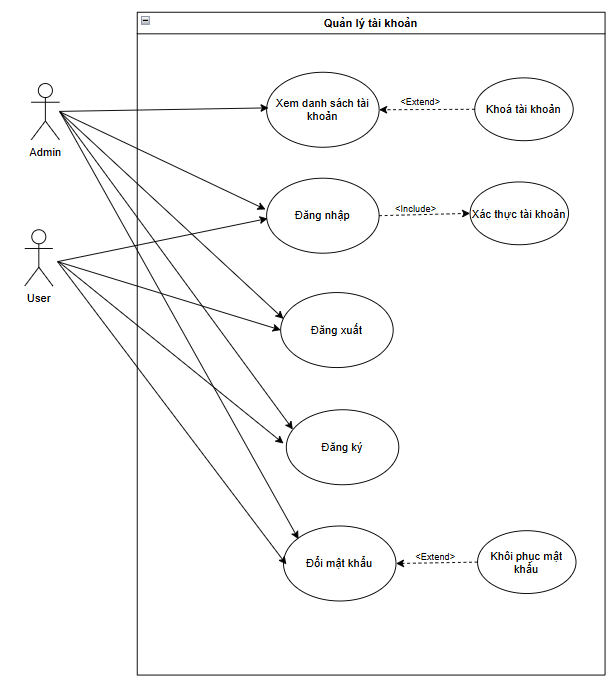 Quản lý tài khoản
Xem danh sách tài
khoản
<Extend>
Khoá tài khoản
Admin
Đăng nhập
<Include>
Xác thực tài khoản
User
Đăng xuất
Đăng ký
Đổi mật khẩu
<Extend>
Khôi phục mật
khẩu